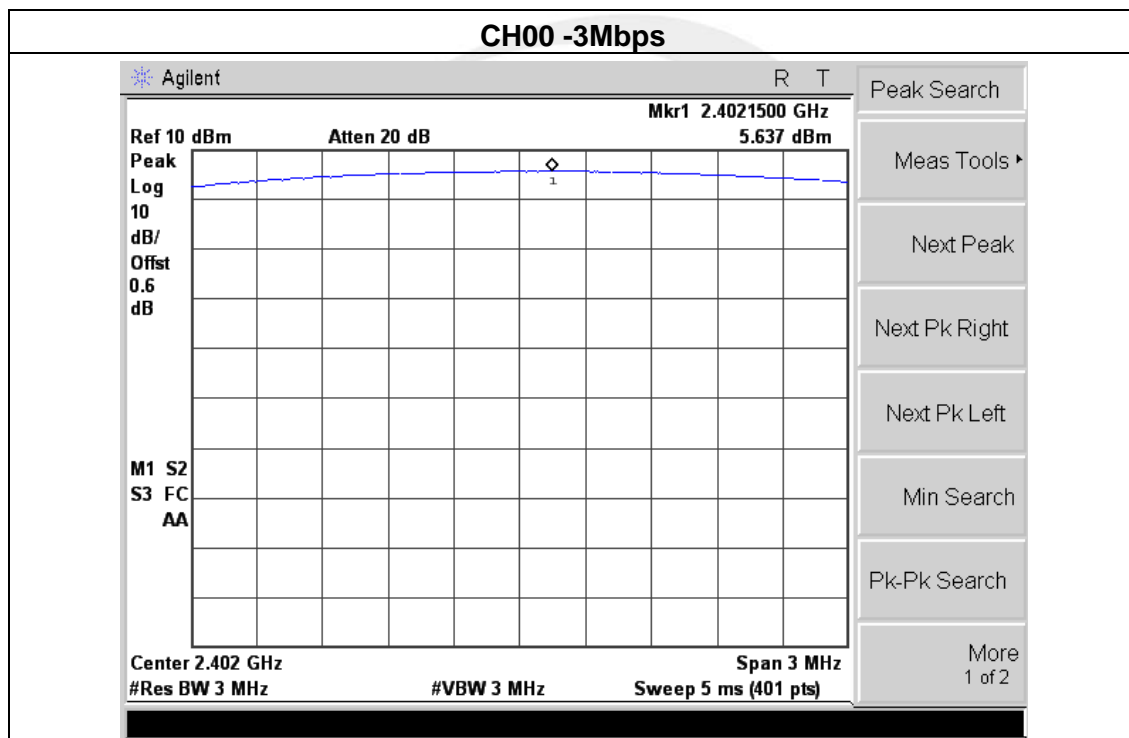 CH00 -3Mbps
Agilent
R T
Mkr1 2.4021500 GHz
Ref 10 dBm Atten 20 dB 5.637 dBm
Peak
Log
10
dB/
Offst
0.6
dB
1
M1 S2
S3 FC
AA
Center 2.402 GHz Span 3 MHz
#Res BW 3 MHz #VBW 3 MHz Sweep 5 ms (401 pts)
Peak Search
Meas Tools
Next Peak
Next Pk Right
Next Pk Left
Min Search
Pk-Pk Search
More
1 of 2